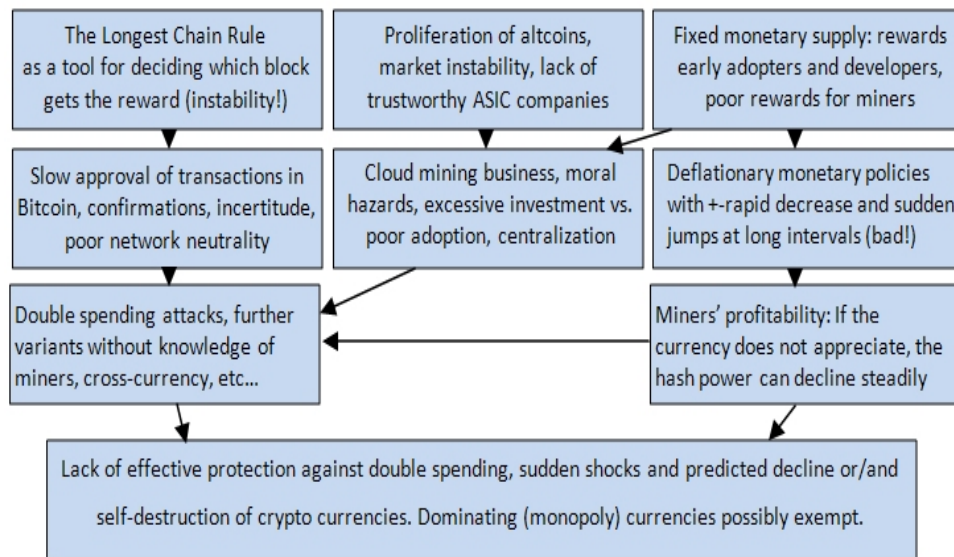 The Longest Chain Rule
as a tool for deciding which block
gets the reward (instability!)
Proliferation of altcoins,
market instability, lack of
trustworthy ASIC companies
Fixed monetary supply: rewards
early adopters and developers,
poor rewards for miners
Slow approval of transactions in
Bitcoin, confirmations, incertitude,
poor network neutrality
Cloud mining business, moral
hazards, excessive investment vs.
poor adoption, centralization
Deflationary monetary policies
with +-rapid decrease and sudden
jumps at long intervals (bad!)
Double spending attacks, further
variants without knowledge of
miners, cross-currency, etc...
Miners’ profitability: If the
currency does not appreciate, the
hash power can decline steadily
Lack of effective protection against double spending, sudden shocks and predicted decline or/and
self-destruction of crypto currencies. Dominating (monopoly) currencies possibly exempt.